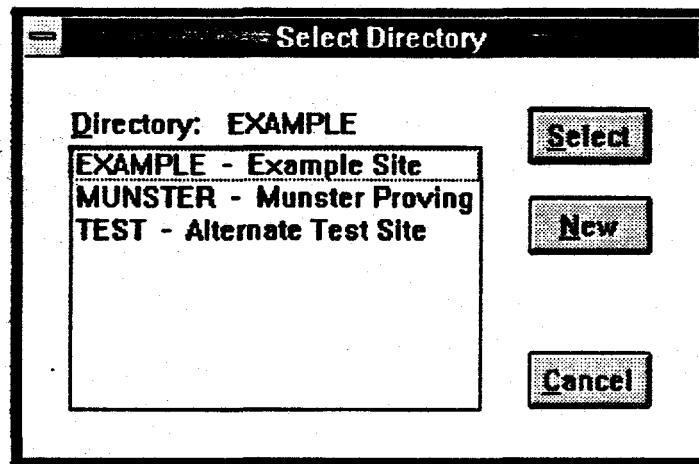 Select Directory
Directory: EXAMPLE
EXAMPLE - Example Site
MUNSTER - Munster Proving
TEST - Alternate Test Site
Select
New
Cancel